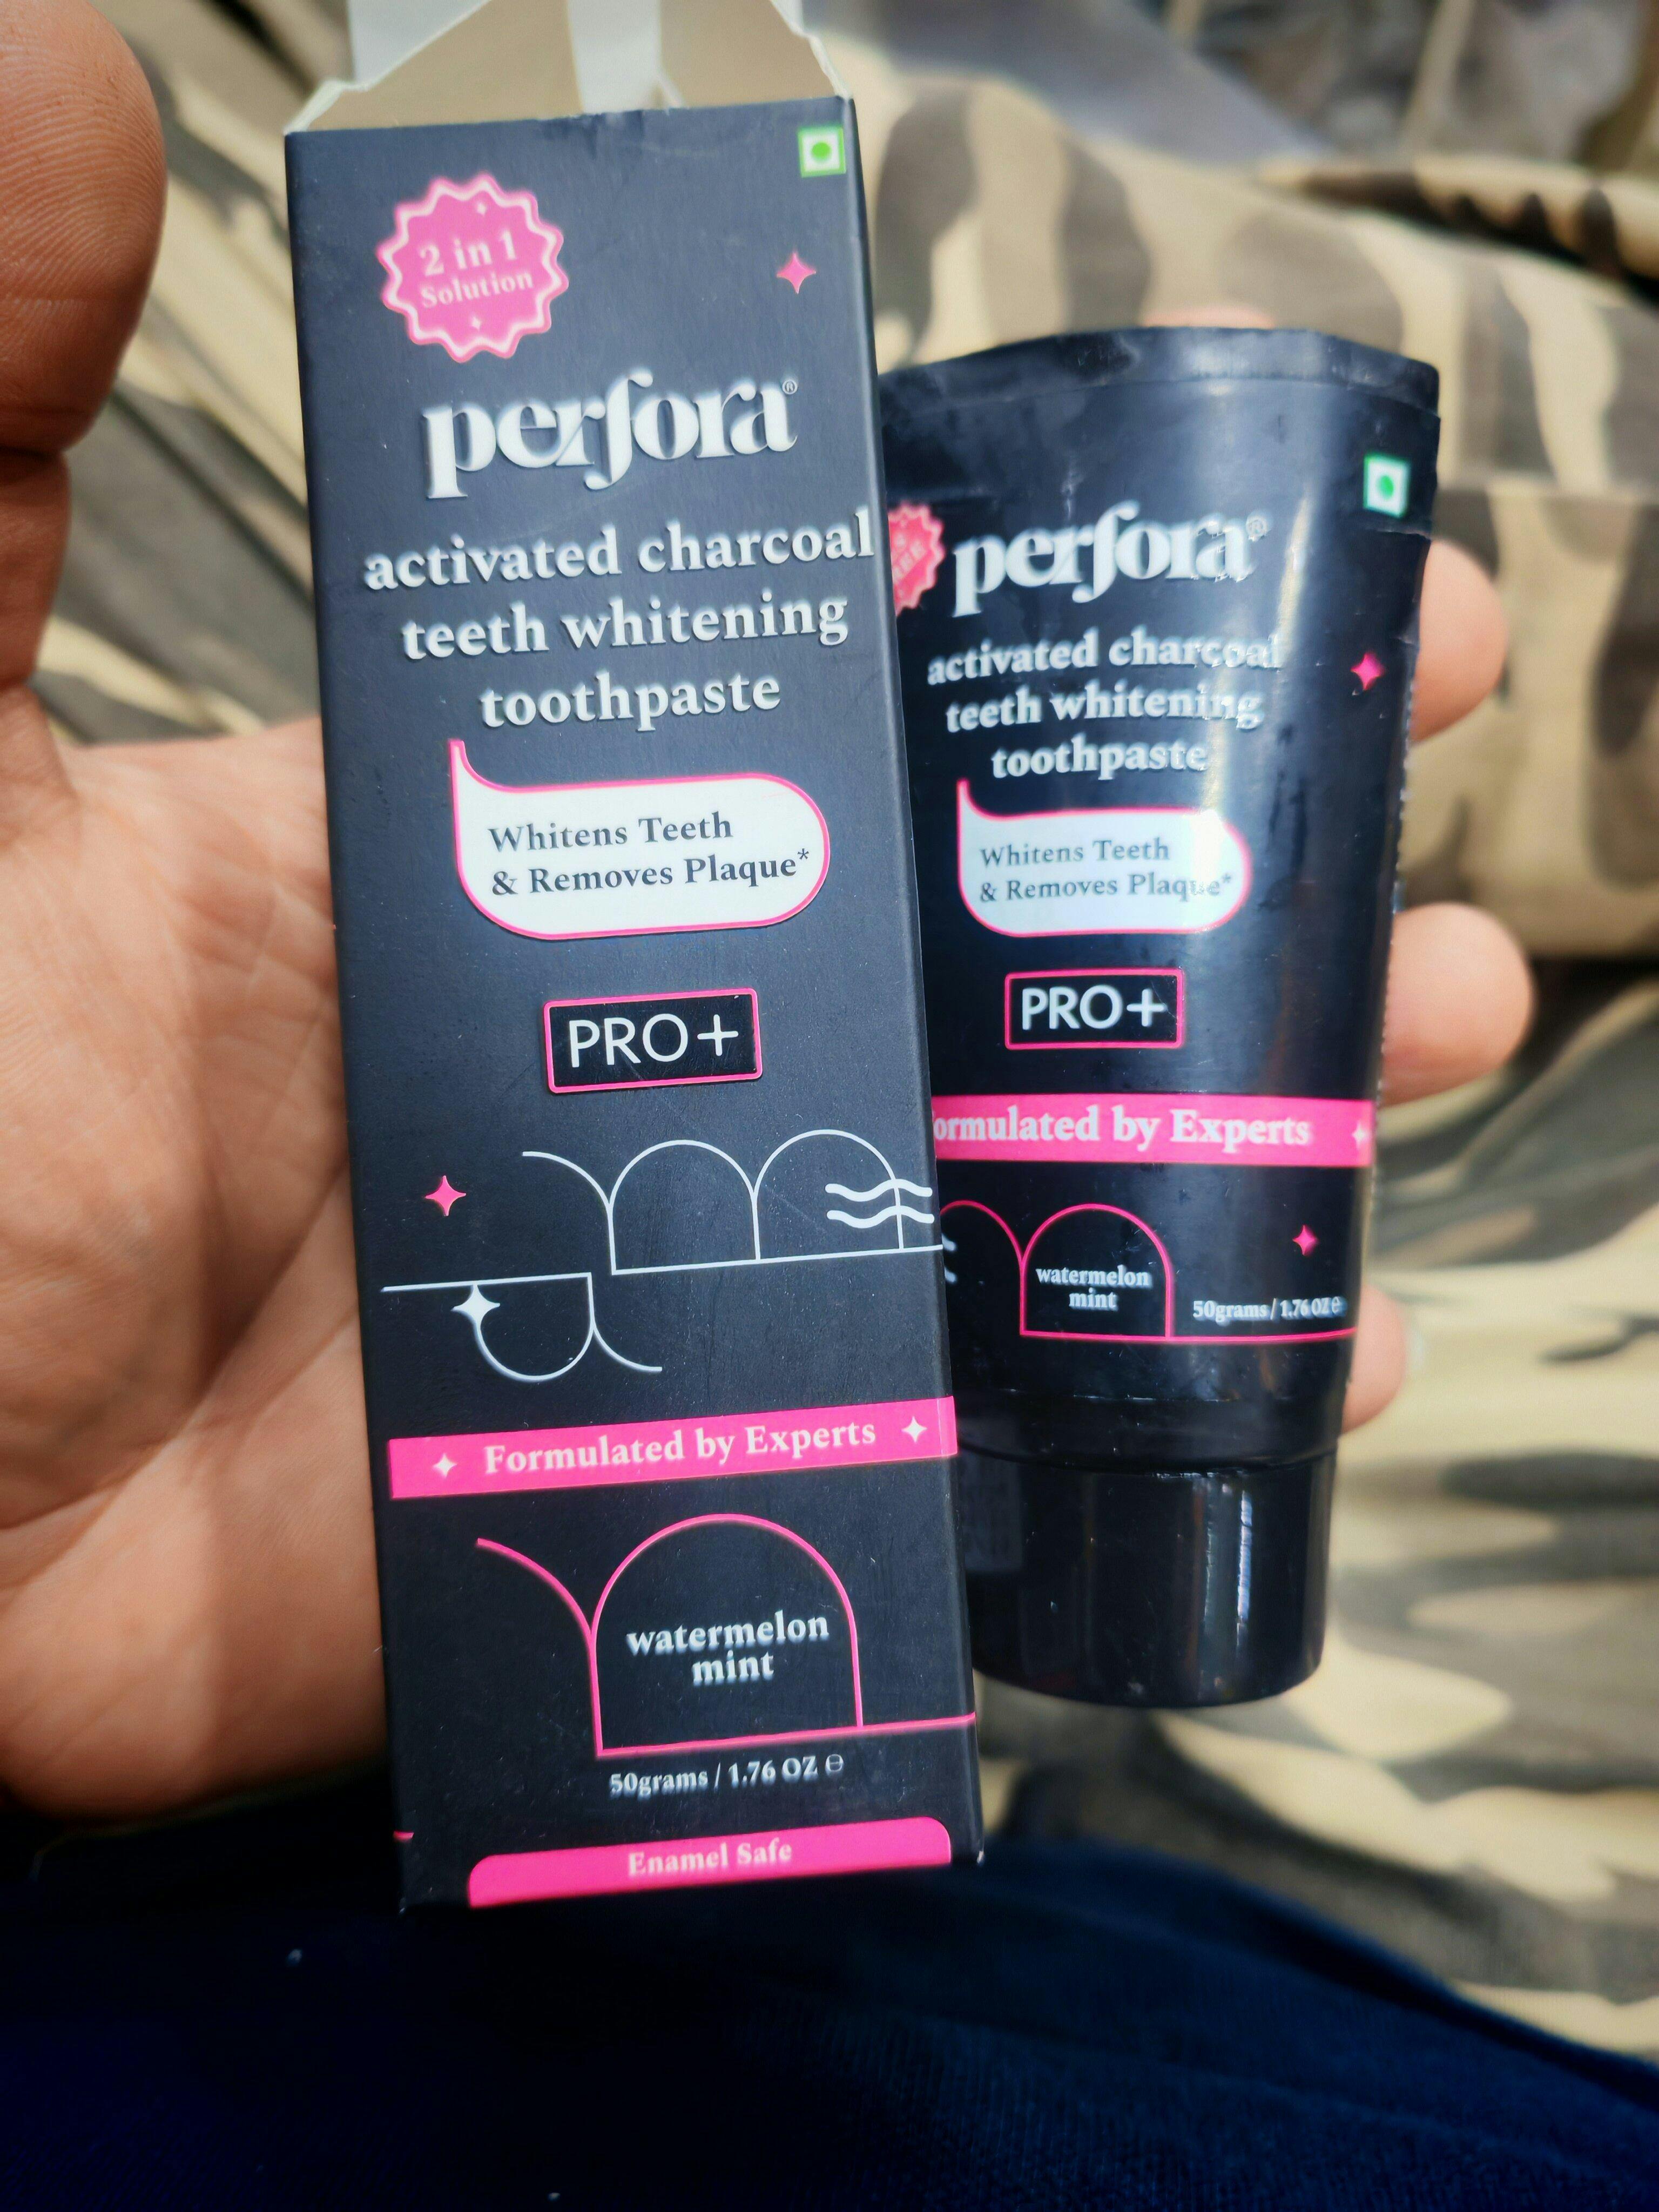 2 in 1
Solution
perfora®
activated charcoal
teeth whitening
toothpaste
Whitens Teeth
& Removes Plaque*
PRO+
Formulated by Experts
watermelon
mint
50grams / 1.76 OZ ℮
Enamel Safe
perfora®
activated charcoal
teeth whitening
toothpaste
Whitens Teeth
& Removes Plaque*
PRO+
ormulated by Experts
watermelon
mint
50grams / 1.76 OZ ℮